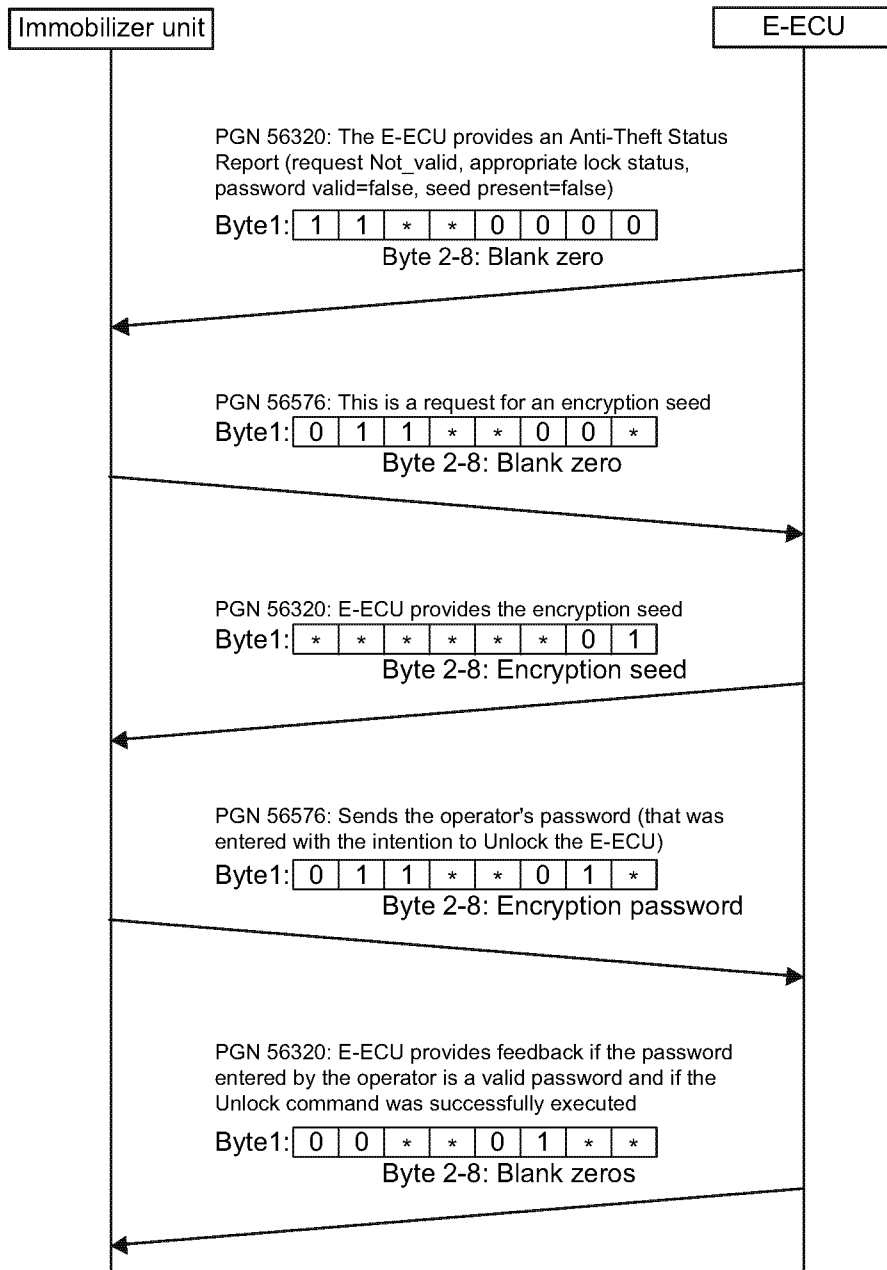 Immobilizer unit
E-ECU
PGN 56320: The E-ECU provides an Anti-Theft Status
Report (request Not_valid, appropriate lock status,
password valid=false, seed present=false)
Byte1: 1 1 * * 0 0 0 0
Byte 2-8: Blank zero
PGN 56576: This is a request for an encryption seed
Byte1: 0 1 1 * * 0 0 *
Byte 2-8: Blank zero
PGN 56320: E-ECU provides the encryption seed
Byte1: * * * * * * 0 1
Byte 2-8: Encryption seed
PGN 56576: Sends the operator's password (that was
entered with the intention to Unlock the E-ECU)
Byte1: 0 1 1 * * 0 1 *
Byte 2-8: Encryption password
PGN 56320: E-ECU provides feedback if the password
entered by the operator is a valid password and if the
Unlock command was successfully executed
Byte1: 0 0 * * 0 1 * *
Byte 2-8: Blank zeros